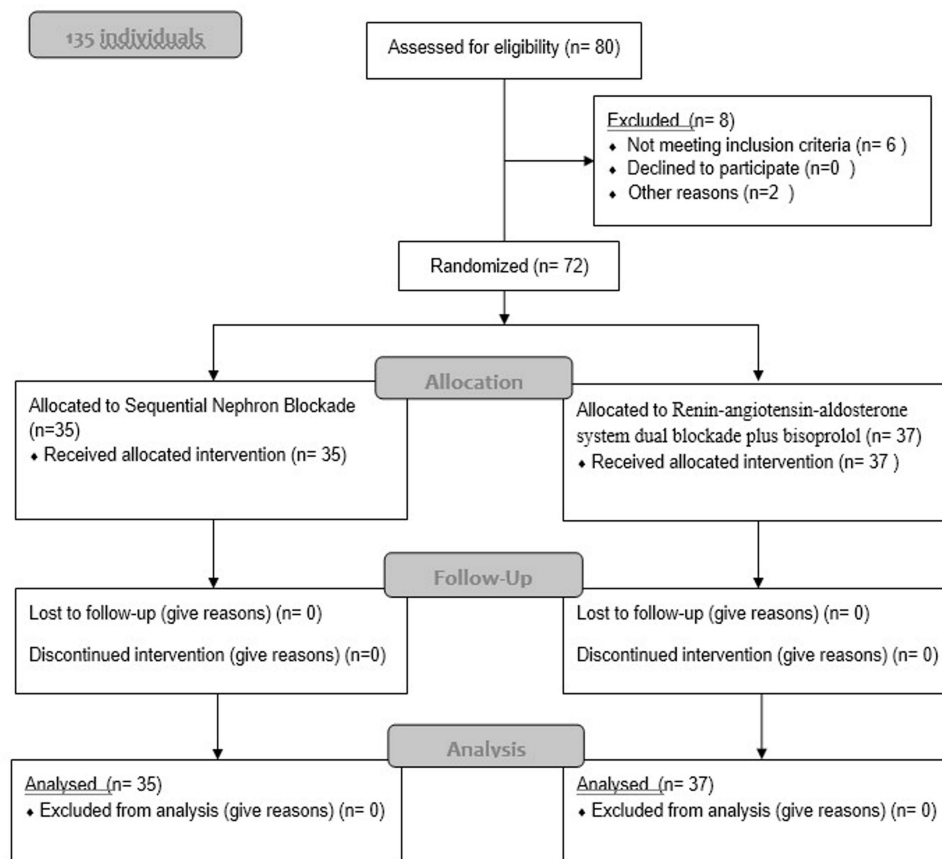 135 individuals
Assessed for eligibility (n= 80)
Excluded (n= 8)
♦ Not meeting inclusion criteria (n= 6 )
♦ Declined to participate (n=0 )
♦ Other reasons (n=2 )
Randomized (n= 72)
Allocation
Allocated to Sequential Nephron Blockade
(n=35)
♦ Received allocated intervention (n= 35)
Allocated to Renin-angiotensin-aldosterone
system dual blockade plus bisoprolol (n= 37)
♦ Received allocated intervention (n= 37 )
Follow-Up
Lost to follow-up (give reasons) (n= 0)
Discontinued intervention (give reasons) (n=0)
Lost to follow-up (give reasons) (n= 0)
Discontinued intervention (give reasons) (n= 0)
Analysis
Analysed (n= 35)
♦ Excluded from analysis (give reasons) (n= 0)
Analysed (n= 37)
♦ Excluded from analysis (give reasons) (n= 0)